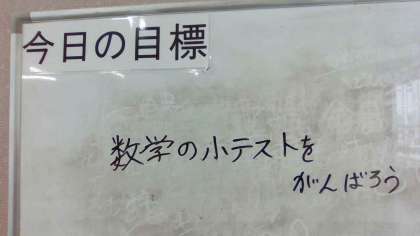 今日の目標
数学の小テストを
がんばろう